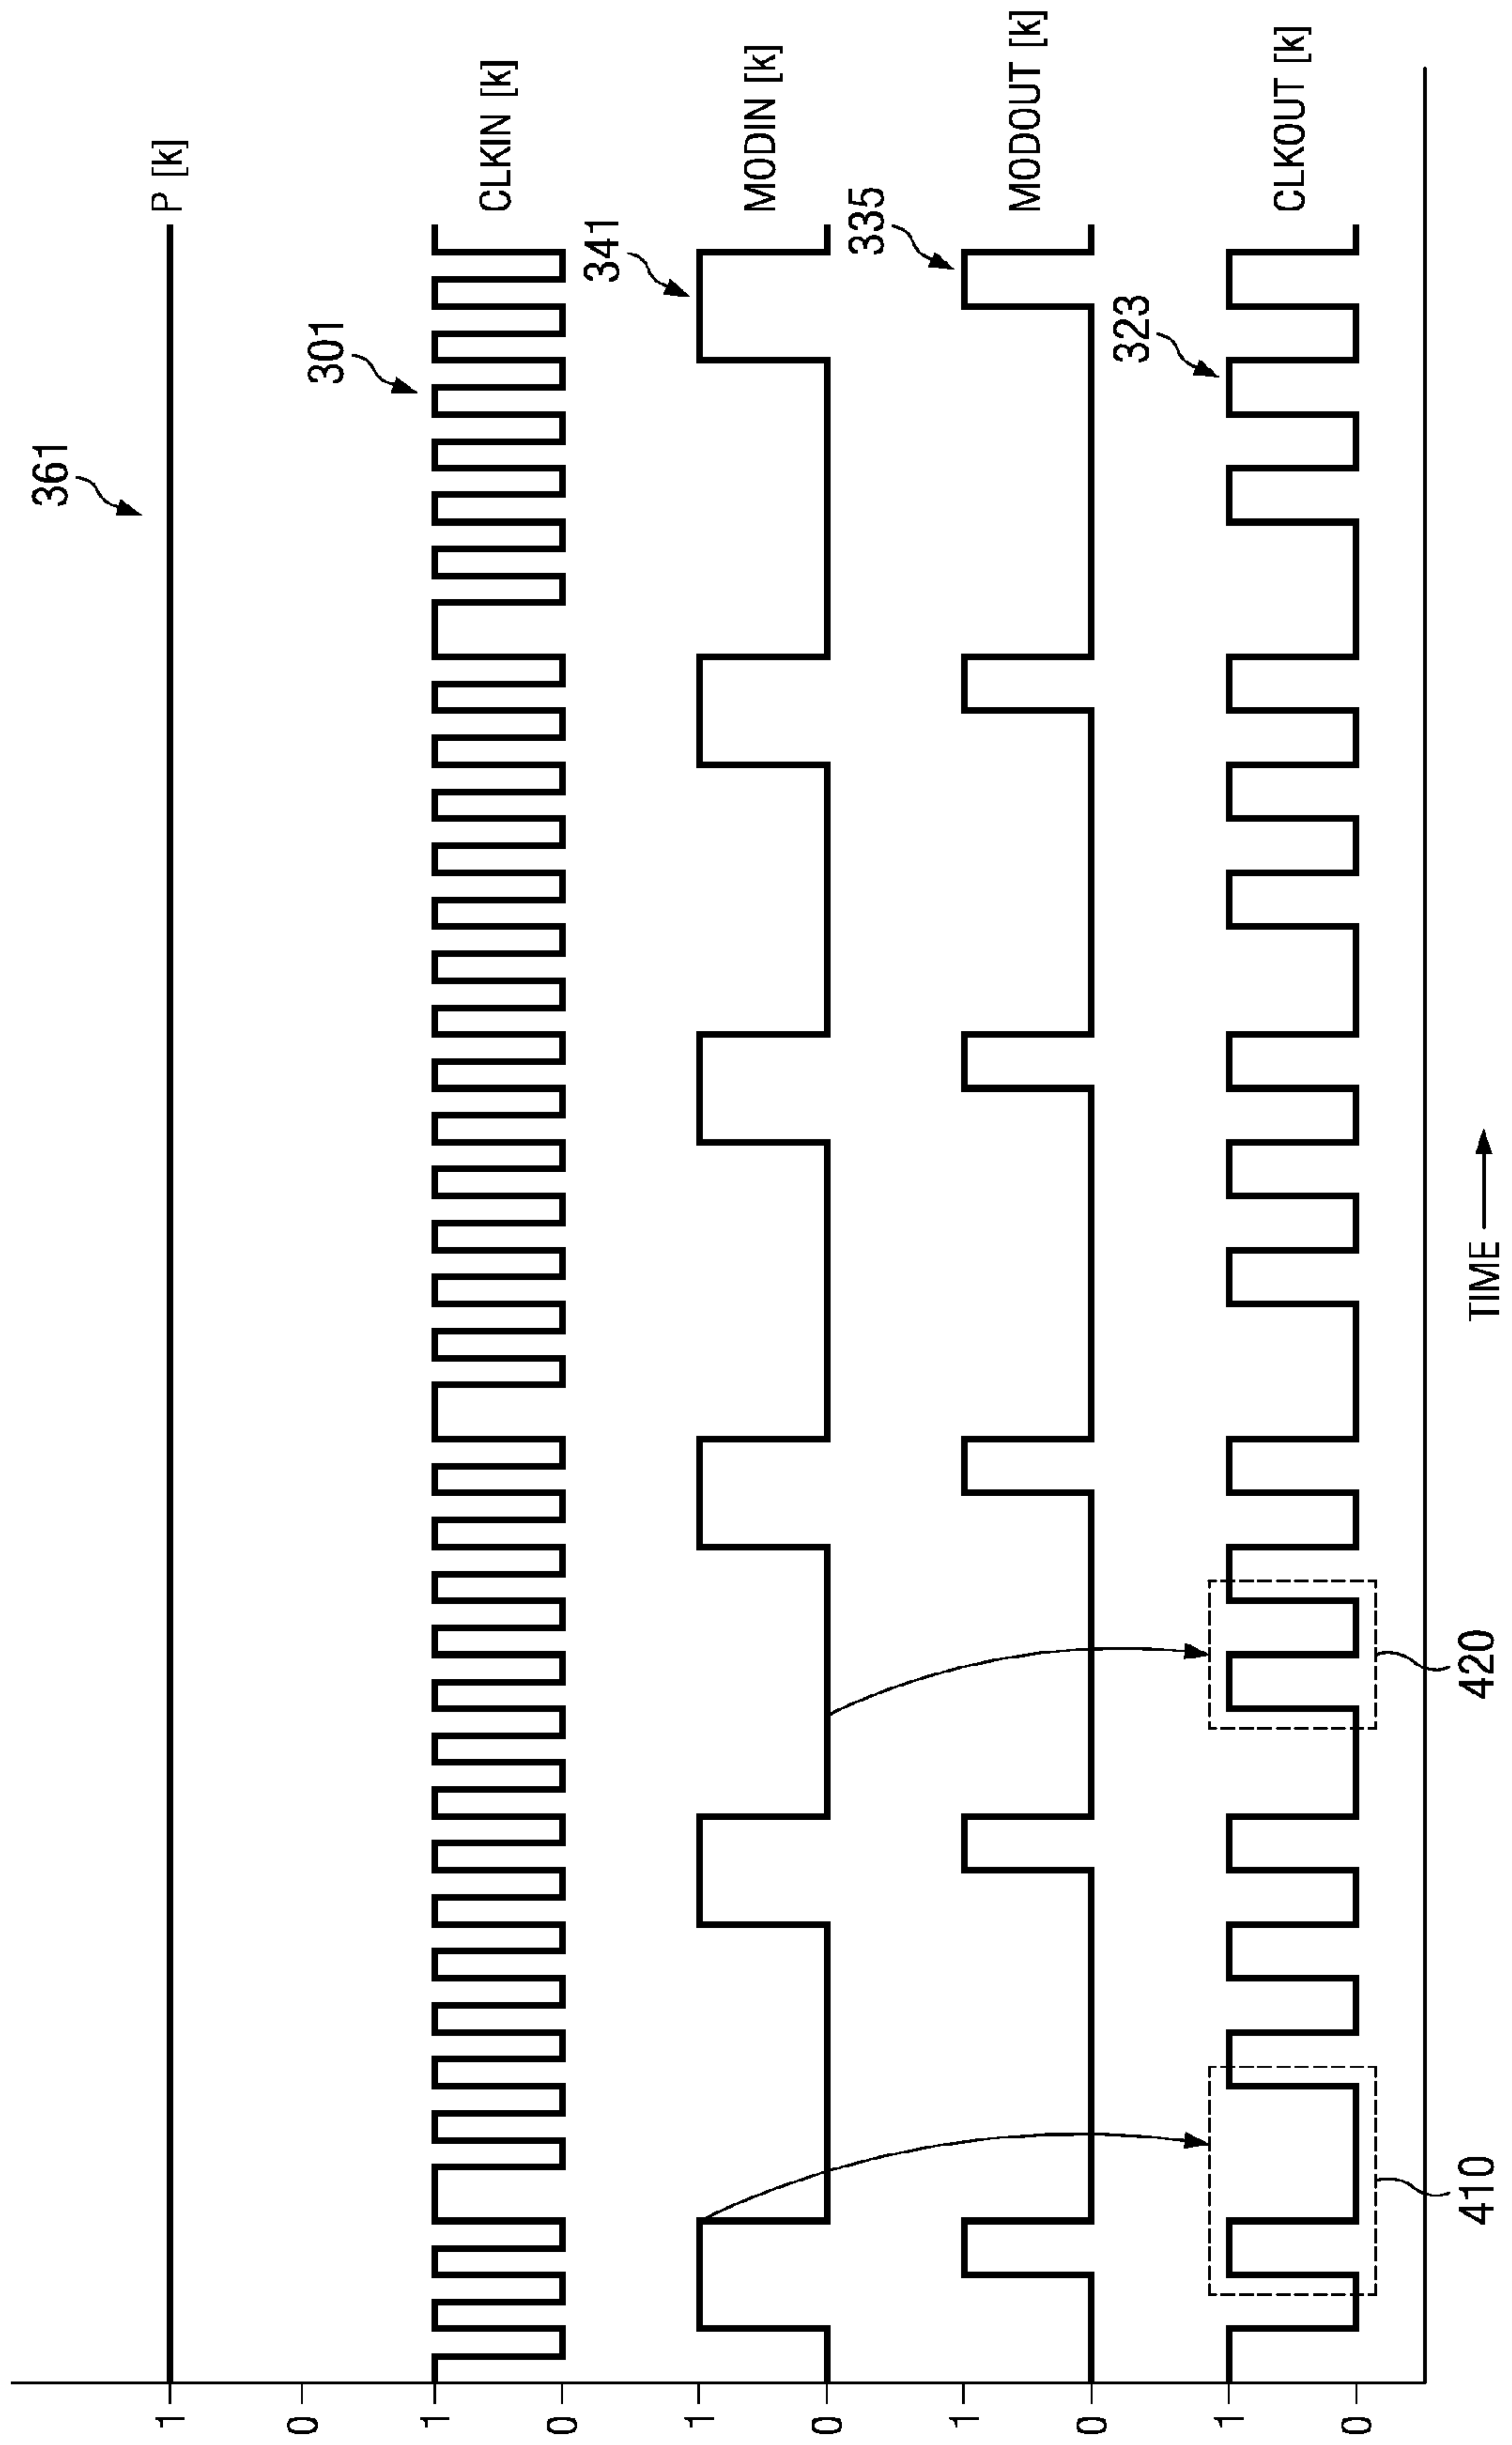 361
1
P [k]
0
301
1
CLKIN [k]
0
341
1
MODIN [k]
0
335
1
MODOUT [k]
0
323
1
CLKOUT [k]
0
410
420
TIME